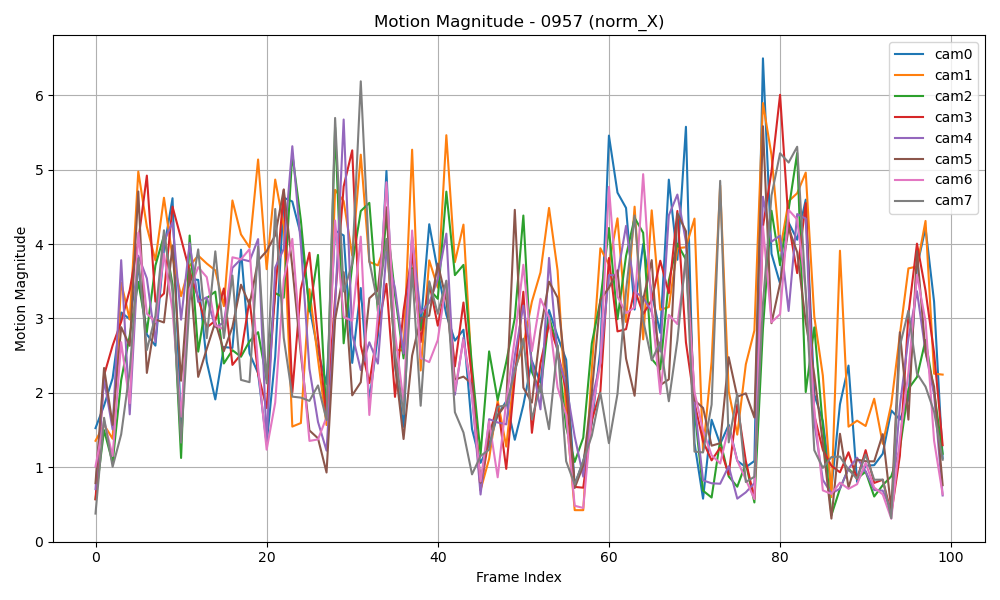 Motion Magnitude - 0957 (norm_X)
Motion Magnitude
6
5
4
3
2
1
0
0 20 40 60 80 100
Frame Index
cam0
cam1
cam2
cam3
cam4
cam5
cam6
cam7